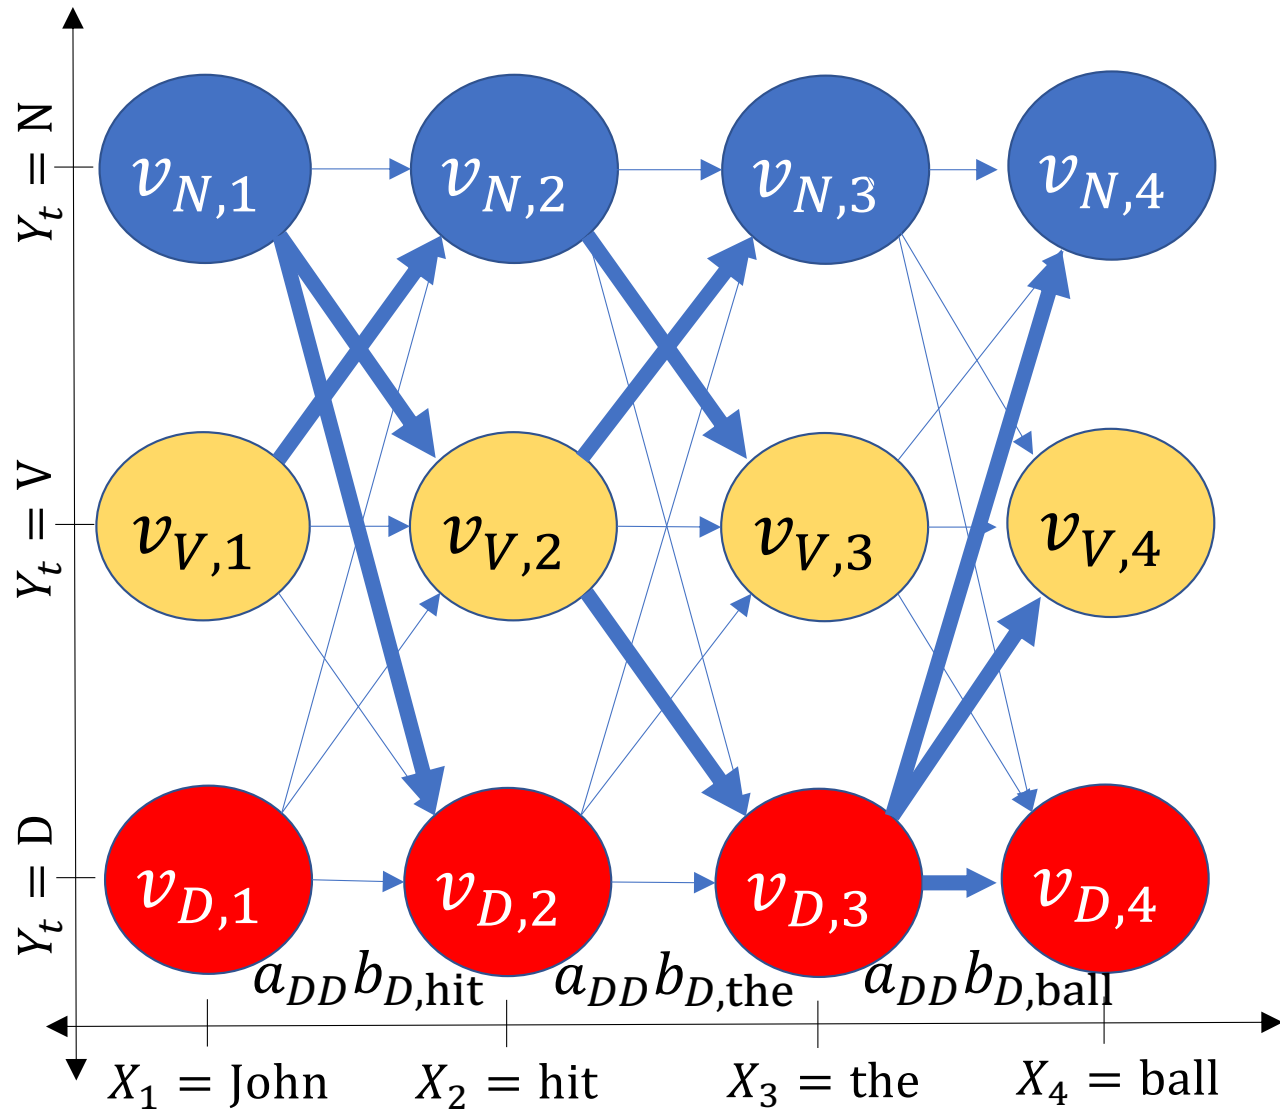 Y_t = N
v_{N,1} v_{N,2} v_{N,3} v_{N,4}
Y_t = V
v_{V,1} v_{V,2} v_{V,3} v_{V,4}
Y_t = D
v_{D,1} v_{D,2} v_{D,3} v_{D,4}
a_{DD}b_{D,hit} a_{DD}b_{D,the} a_{DD}b_{D,ball}
X_1 = John X_2 = hit X_3 = the X_4 = ball